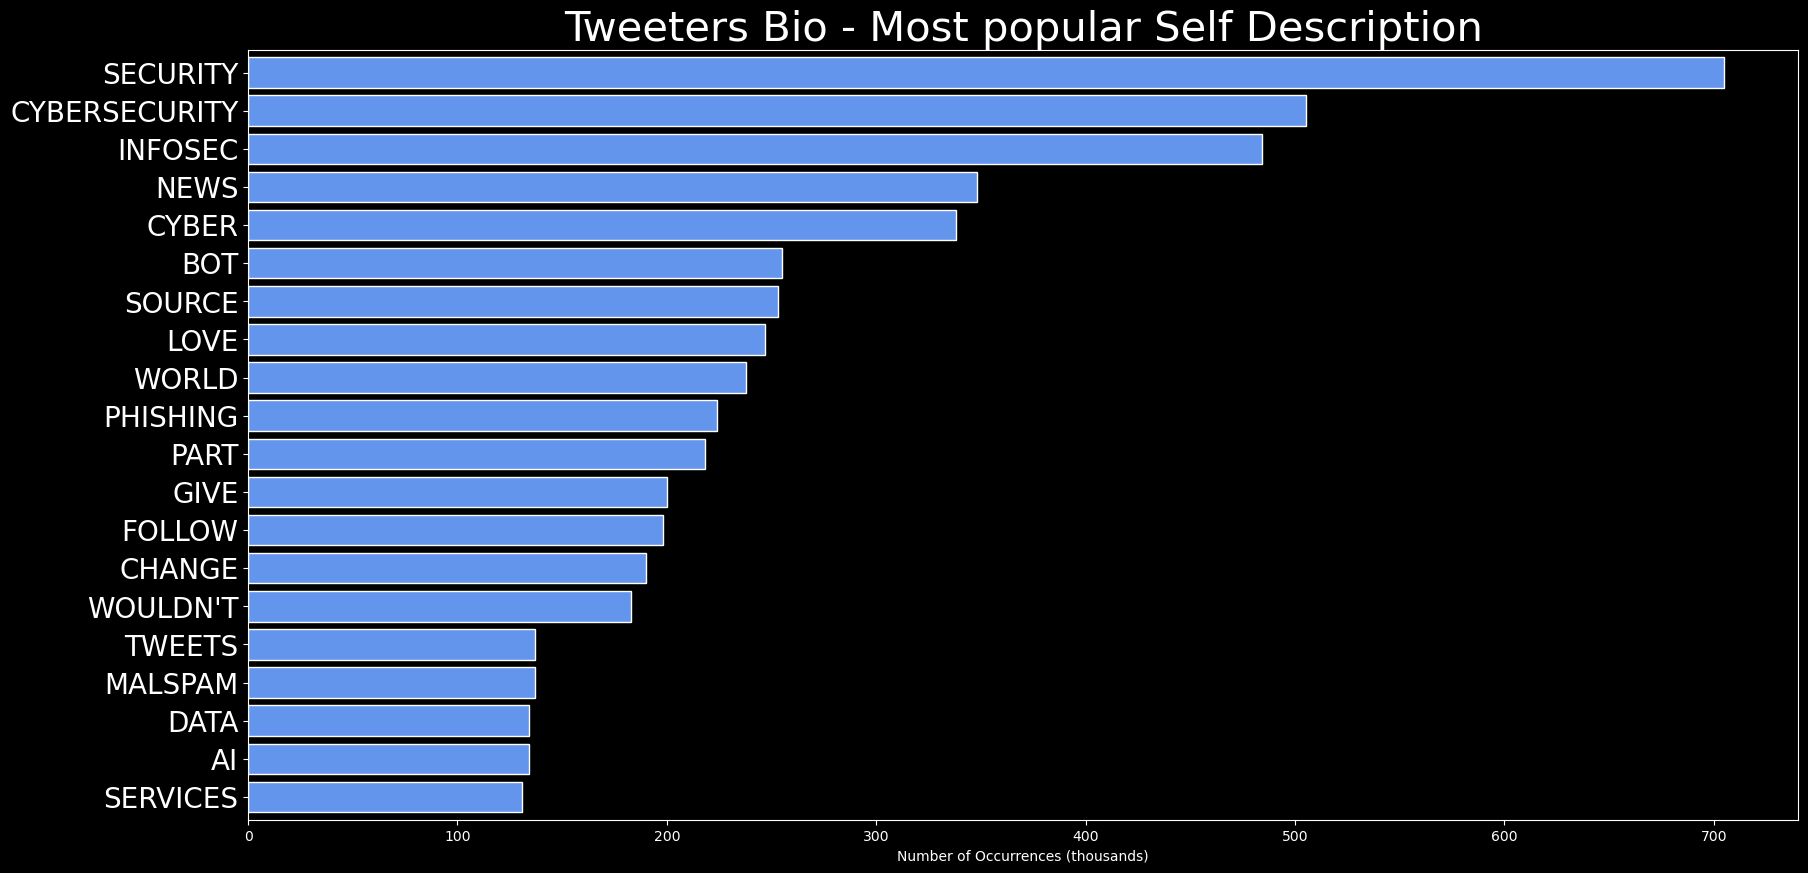 Tweeters Bio - Most popular Self Description
SECURITY
CYBERSECURITY
INFOSEC
NEWS
CYBER
BOT
SOURCE
LOVE
WORLD
PHISHING
PART
GIVE
FOLLOW
CHANGE
WOULDN'T
TWEETS
MALSPAM
DATA
AI
SERVICES
0 100 200 300 400 500 600 700
Number of Occurrences (thousands)